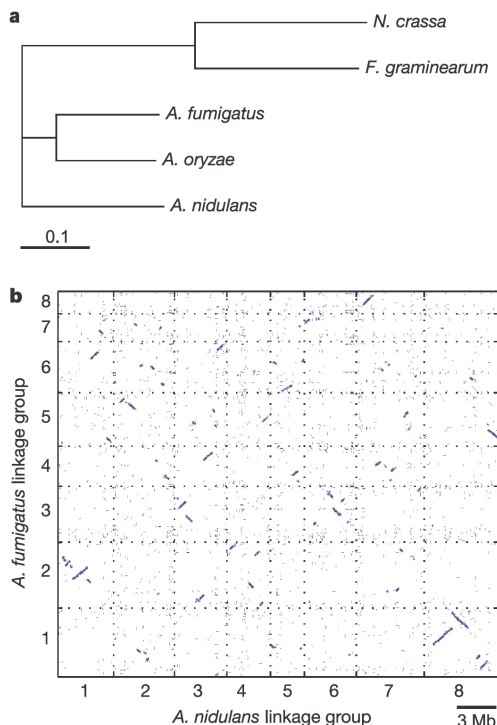 a
N. crassa
F. graminearum
A. fumigatus
A. oryzae
A. nidulans
0.1
b
A. fumigatus linkage group
8
7
6
5
4
3
2
1
1 2 3 4 5 6 7 8
A. nidulans linkage group
3 Mb